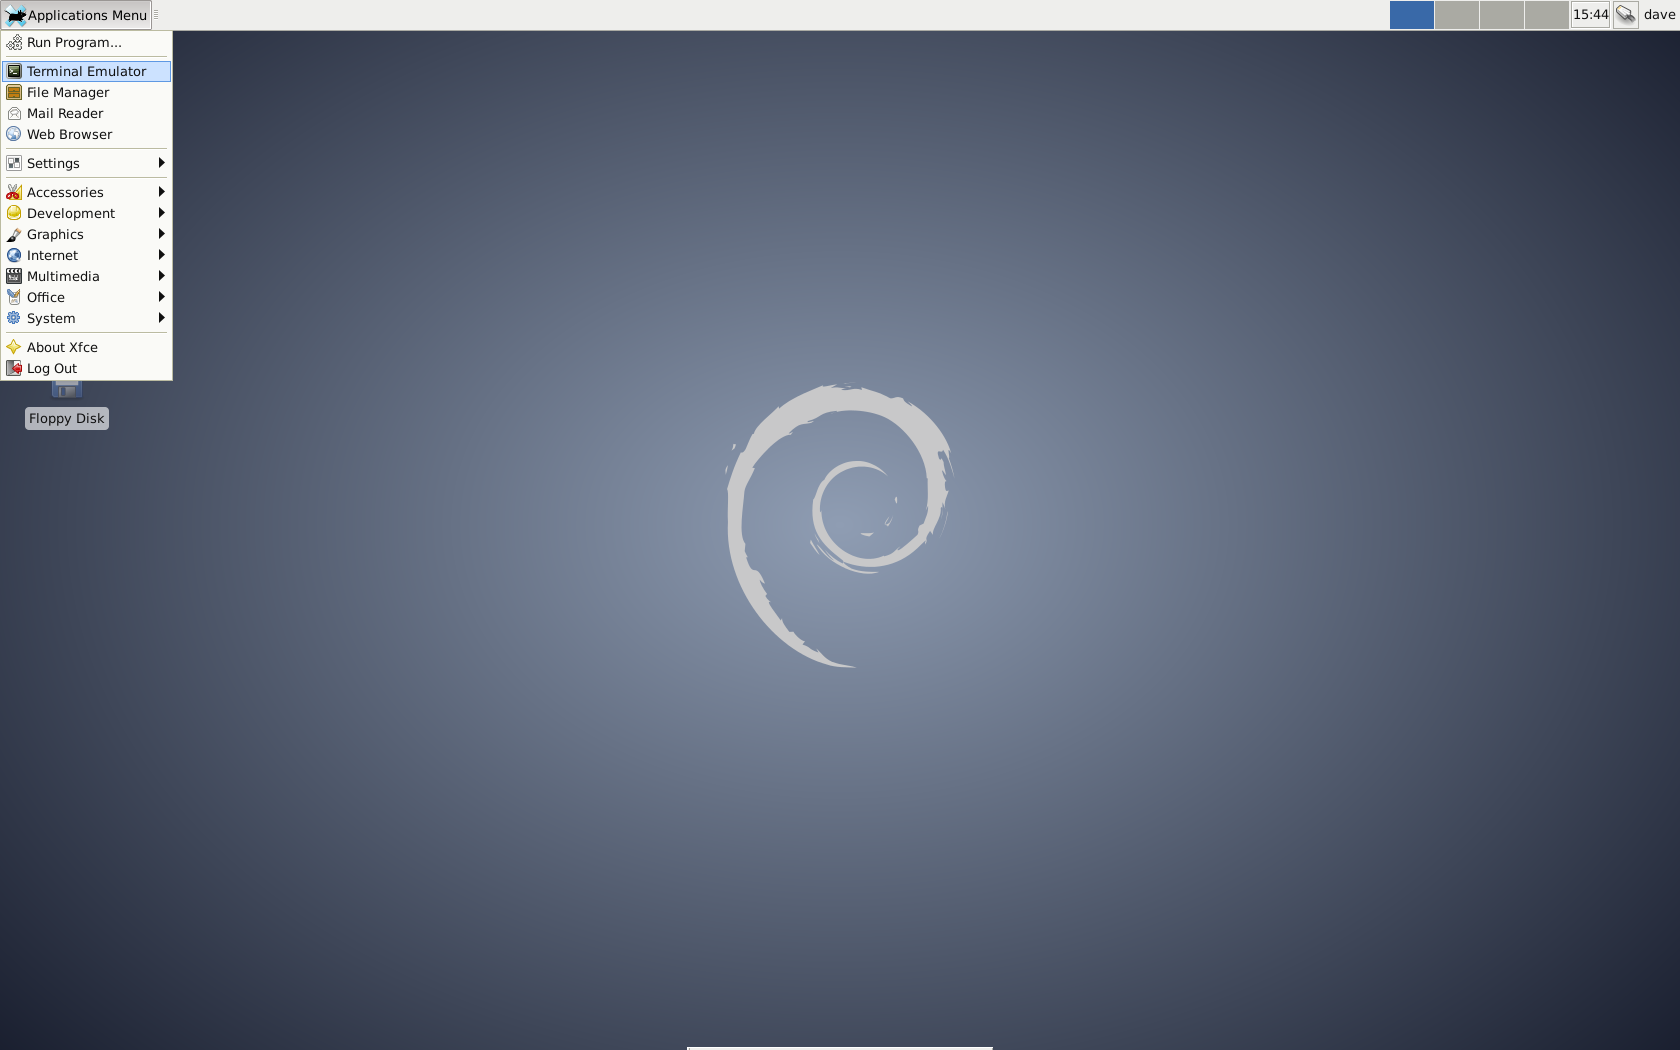 Applications Menu
15:44
dave
Run Program...
Terminal Emulator
File Manager
Mail Reader
Web Browser
Settings
Accessories
Development
Graphics
Internet
Multimedia
Office
System
About Xfce
Log Out
Floppy Disk